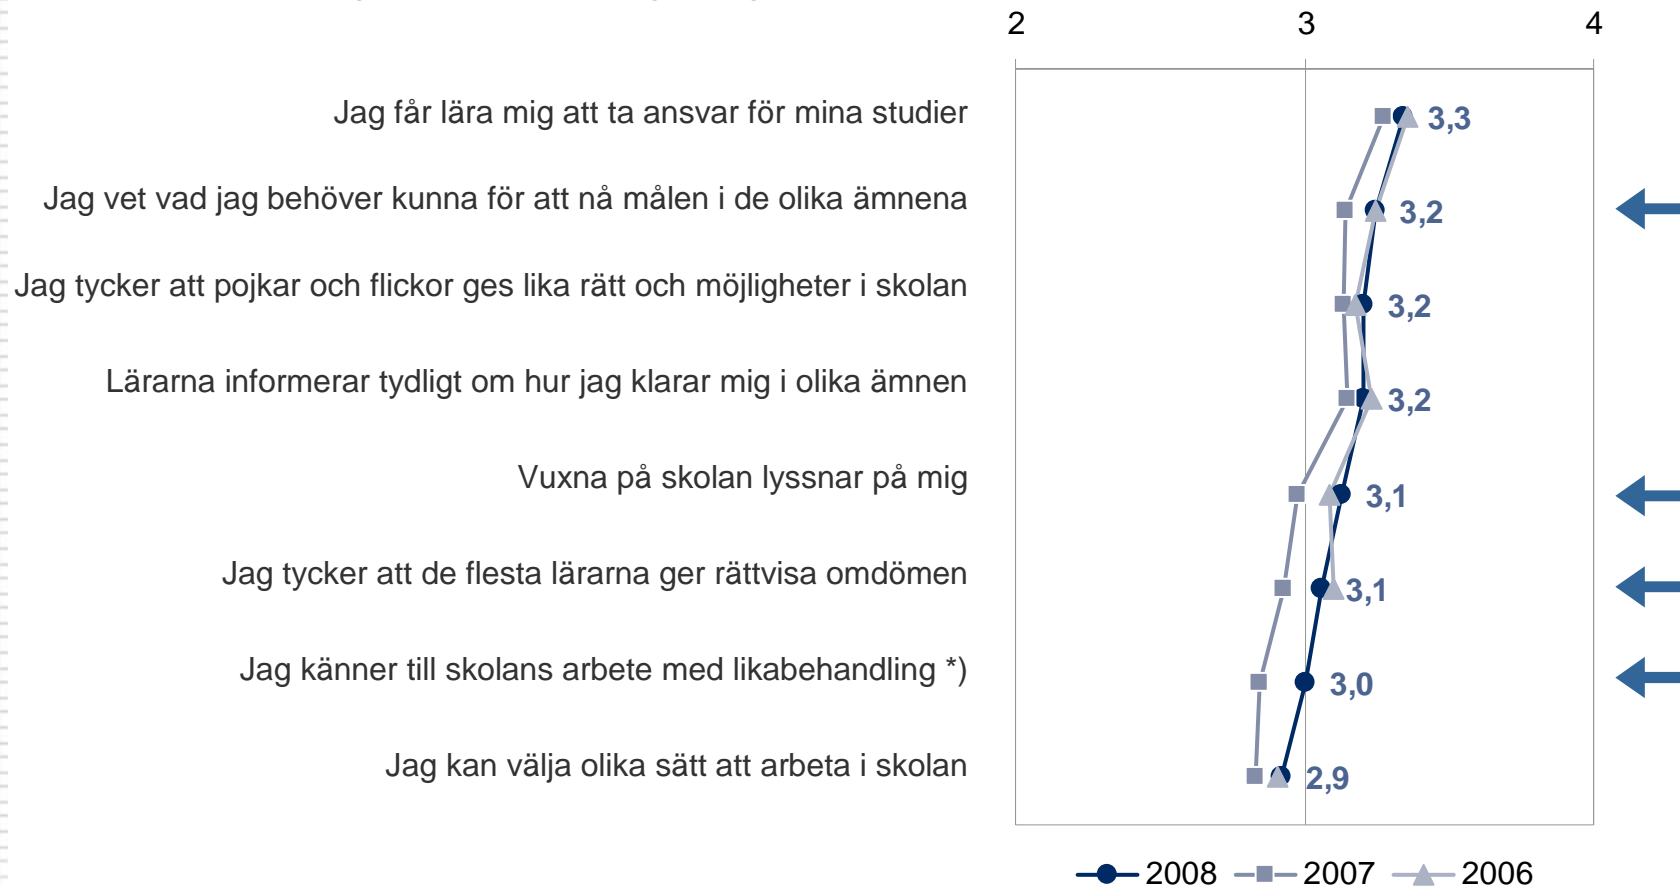 2 3 4
Jag får lära mig att ta ansvar för mina studier 3,3
Jag vet vad jag behöver kunna för att nå målen i de olika ämnena 3,2
Jag tycker att pojkar och flickor ges lika rätt och möjligheter i skolan 3,2
Lärarna informerar tydligt om hur jag klarar mig i olika ämnen 3,2
Vuxna på skolan lyssnar på mig 3,1
Jag tycker att de flesta lärarna ger rättvisa omdömen 3,1
Jag känner till skolans arbete med likabehandling *) 3,0
Jag kan välja olika sätt att arbeta i skolan 2,9
2008 2007 2006